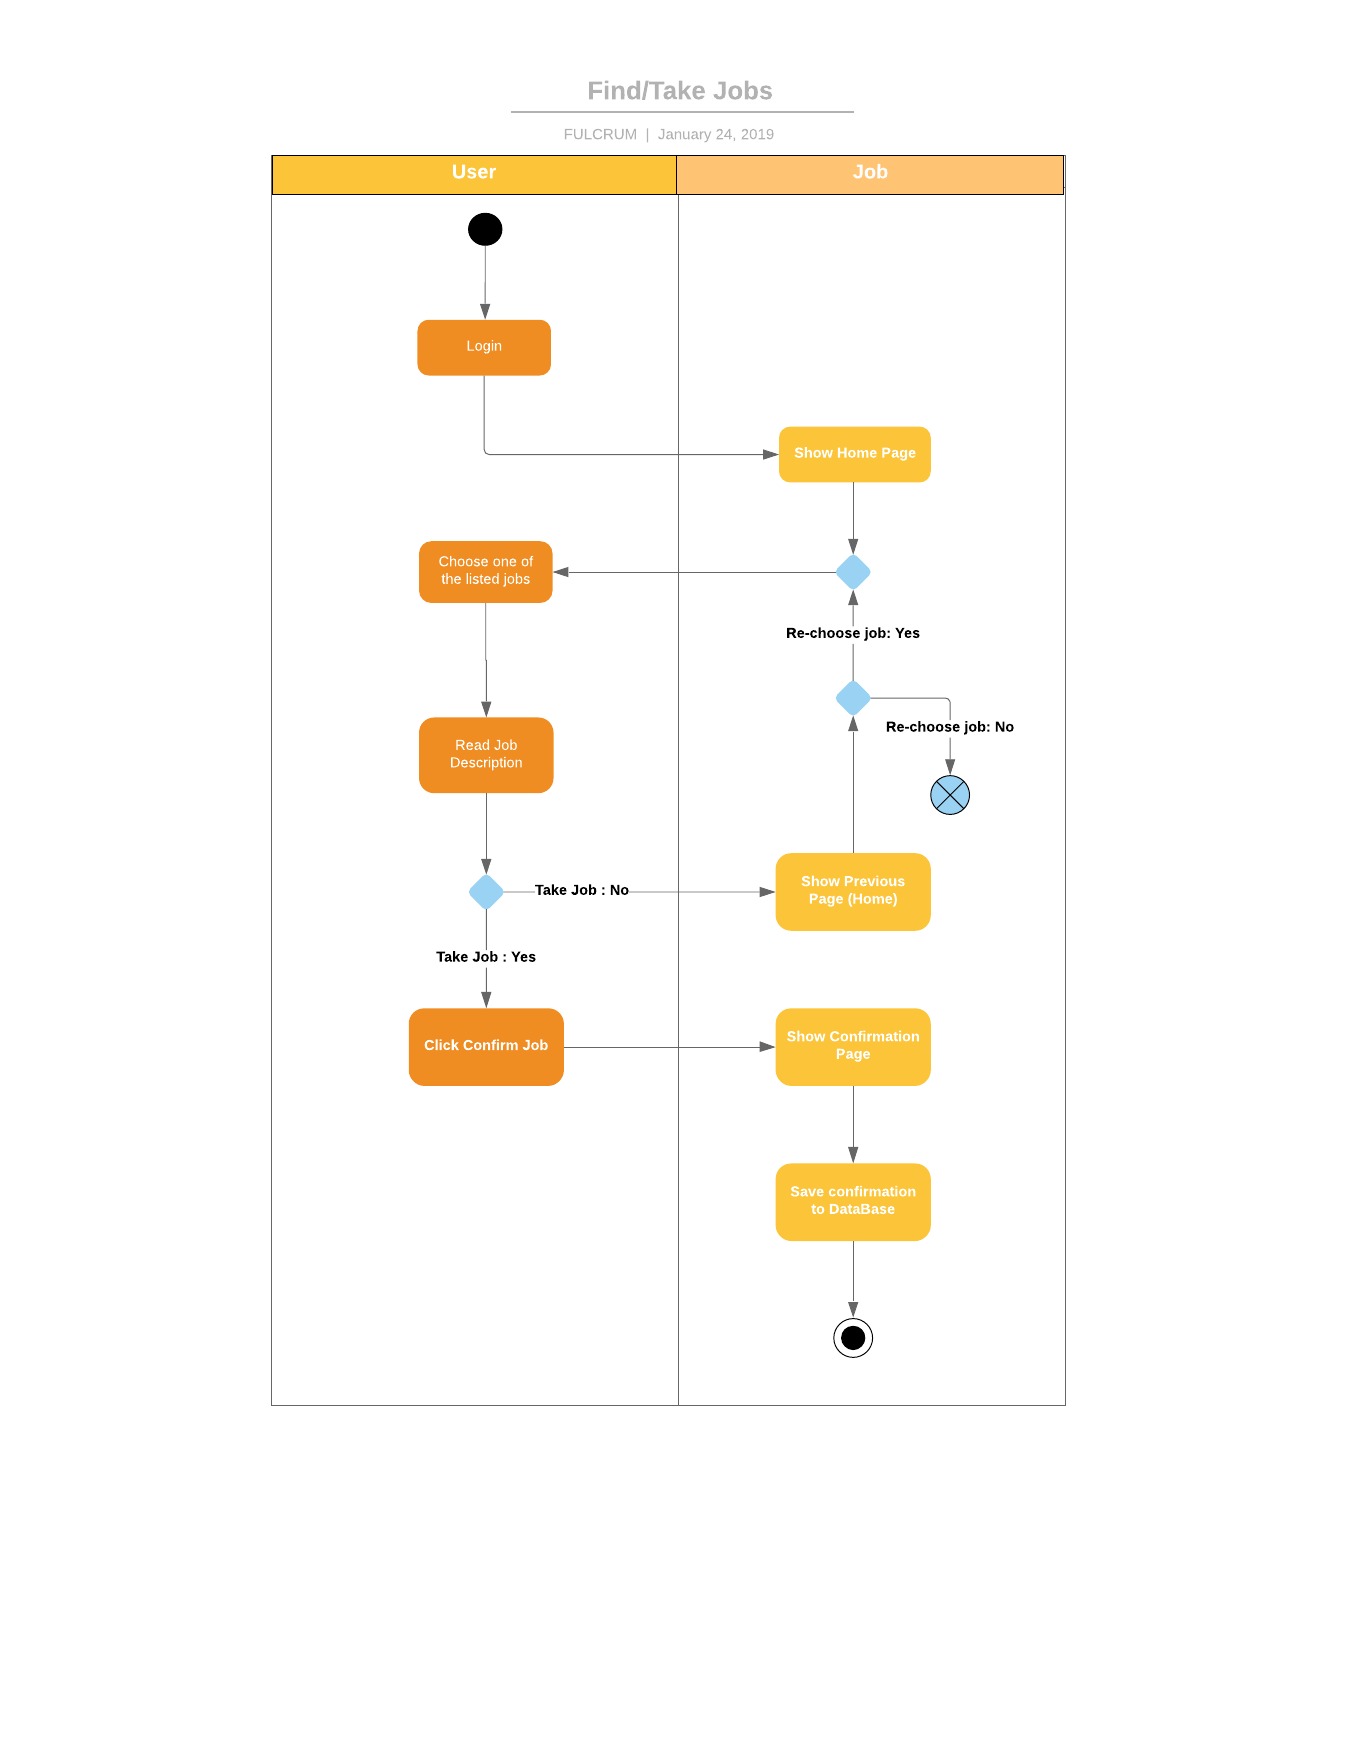 Find/Take Jobs
FULCRUM | January 24, 2019
User
Job
Login
Show Home Page
Choose one of
the listed jobs
Re-choose job: Yes
Re-choose job: No
Read Job
Description
Take Job : No
Show Previous
Page (Home)
Take Job : Yes
Click Confirm Job
Show Confirmation
Page
Save confirmation
to DataBase